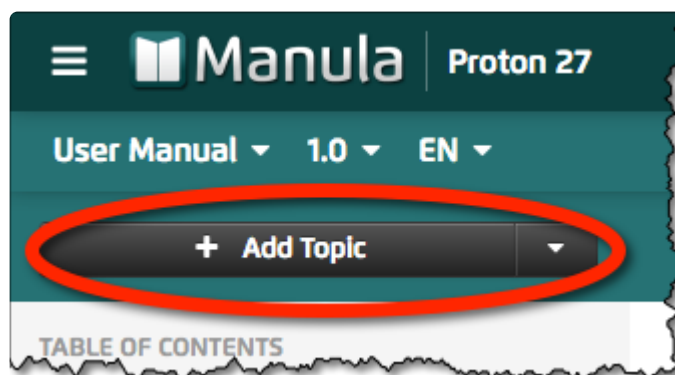 Manula Proton 27
User Manual 1.0 EN
+ Add Topic
TABLE OF CONTENTS